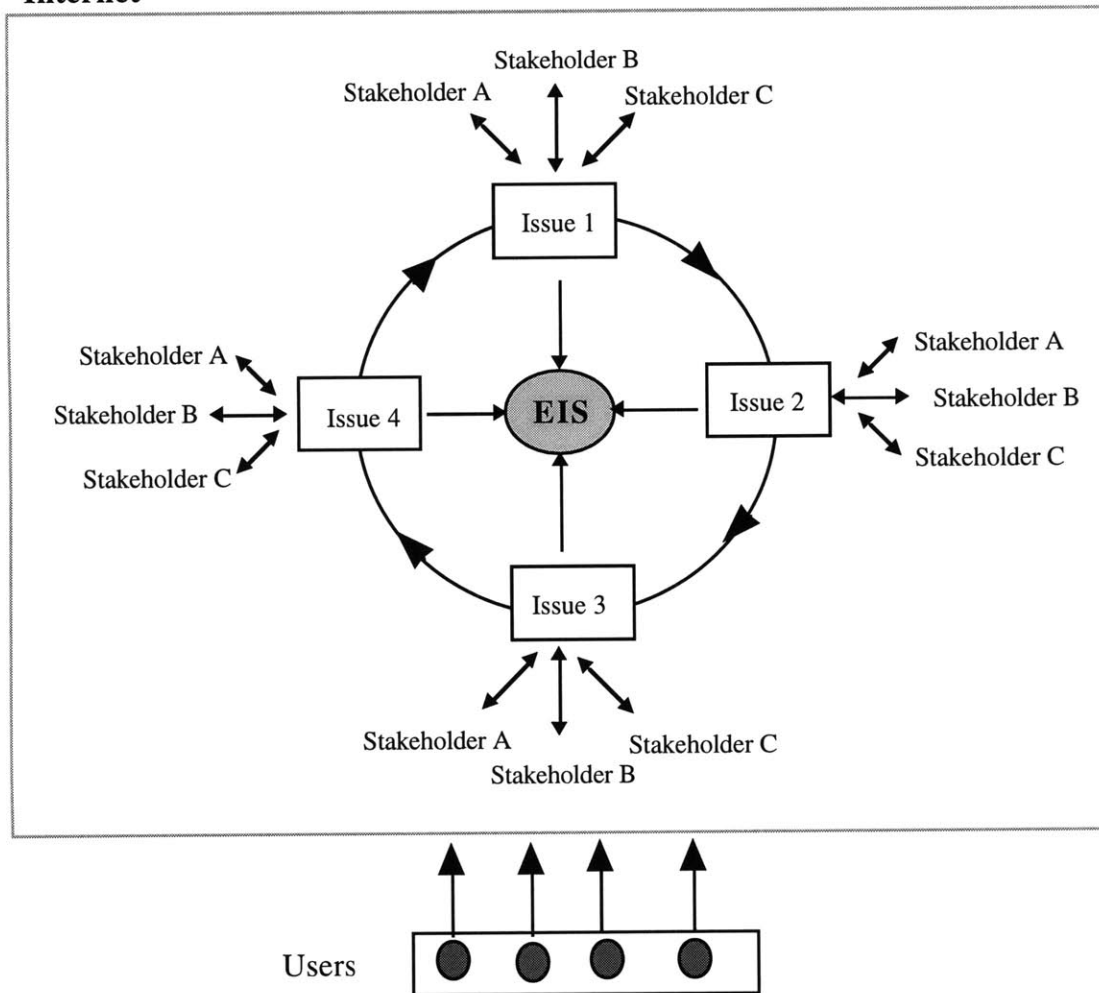 Internet
Stakeholder B
Stakeholder A
Stakeholder C
Issue 1
Stakeholder A
Stakeholder A
Stakeholder B
Issue 4
EIS
Issue 2
Stakeholder B
Stakeholder C
Stakeholder C
Issue 3
Stakeholder A
Stakeholder C
Stakeholder B
Users